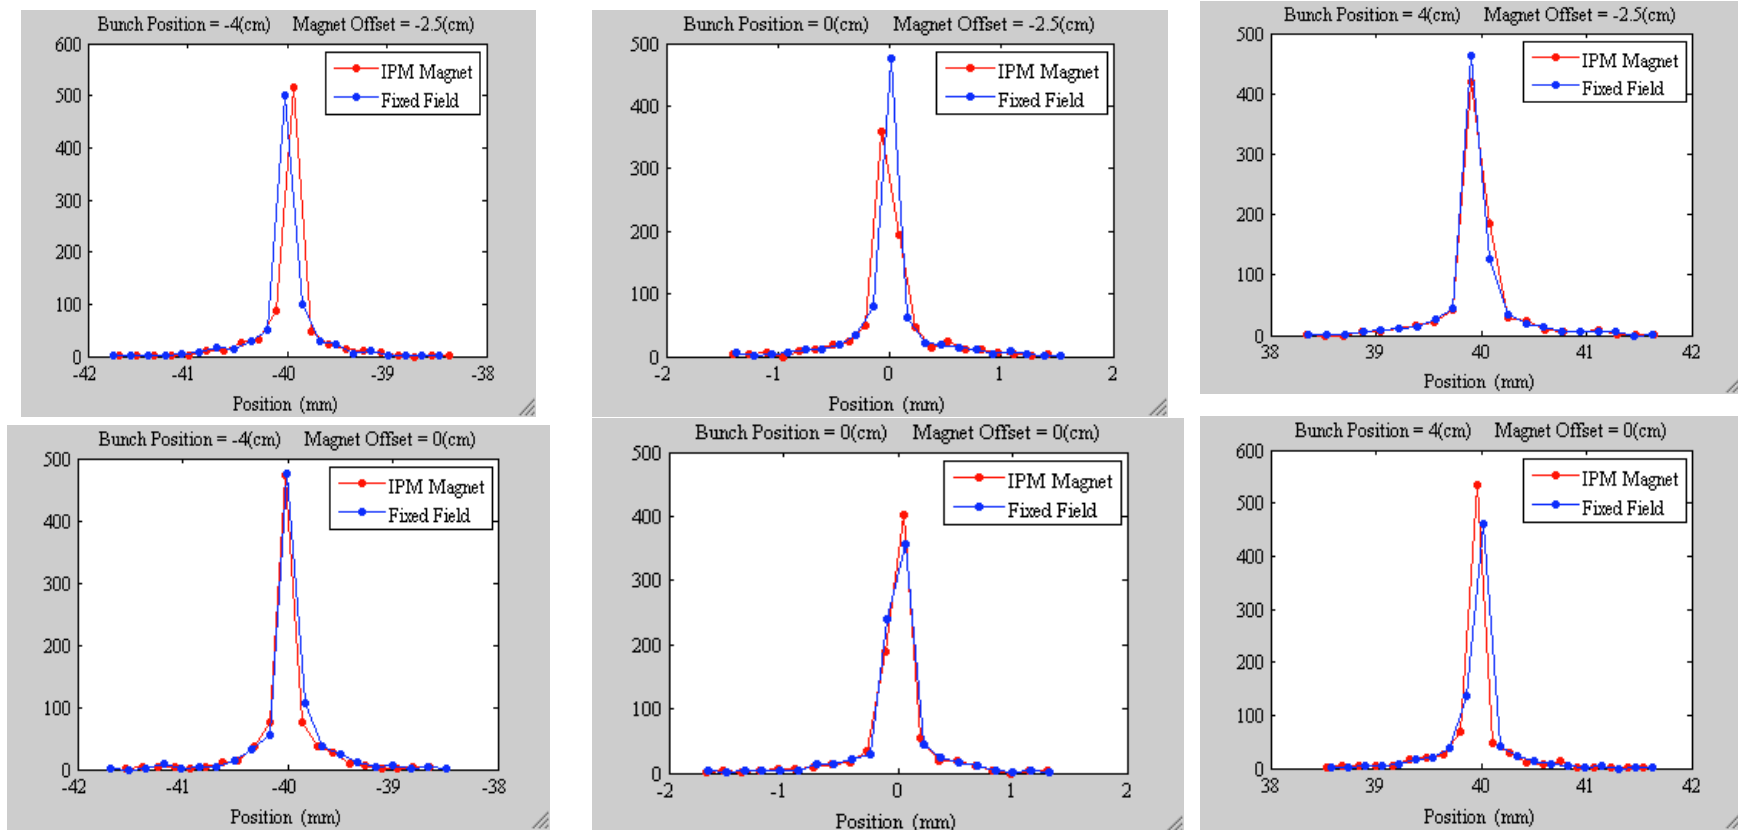 Bunch Position = -4(cm) Magnet Offset = -2.5(cm)
600
500
400
300
200
100
0
-42
-41
-40
-39
-38
IPM Magnet
Fixed Field
Position (mm)
Bunch Position = 0(cm) Magnet Offset = -2.5(cm)
500
400
300
200
100
0
-2
-1
0
1
2
IPM Magnet
Fixed Field
Position (mm)
Bunch Position = 4(cm) Magnet Offset = -2.5(cm)
500
400
300
200
100
0
38
39
40
41
42
IPM Magnet
Fixed Field
Position (mm)
Bunch Position = -4(cm) Magnet Offset = 0(cm)
500
400
300
200
100
0
-42
-41
-40
-39
-38
IPM Magnet
Fixed Field
Position (mm)
Bunch Position = 0(cm) Magnet Offset = 0(cm)
500
400
300
200
100
0
-2
-1
0
1
2
IPM Magnet
Fixed Field
Position (mm)
Bunch Position = 4(cm) Magnet Offset = 0(cm)
600
500
400
300
200
100
0
38
39
40
41
42
IPM Magnet
Fixed Field
Position (mm)